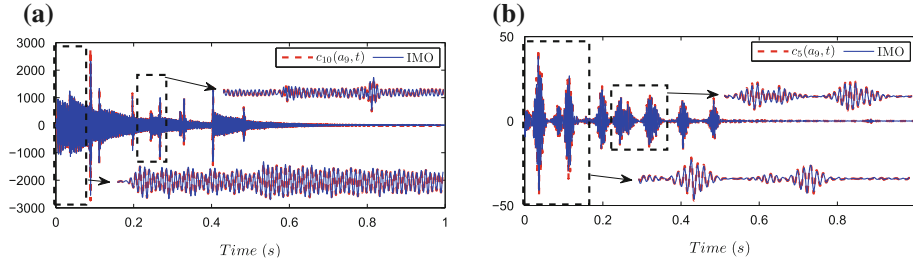 (a)
3000
2000
1000
0
−1000
−2000
−3000
0 0.2 0.4 0.6 0.8 1
Time (s)
c10(a9, t) IMO
(b)
50
0
−50
0 0.2 0.4 0.6 0.8
Time (s)
c5(a9, t) IMO